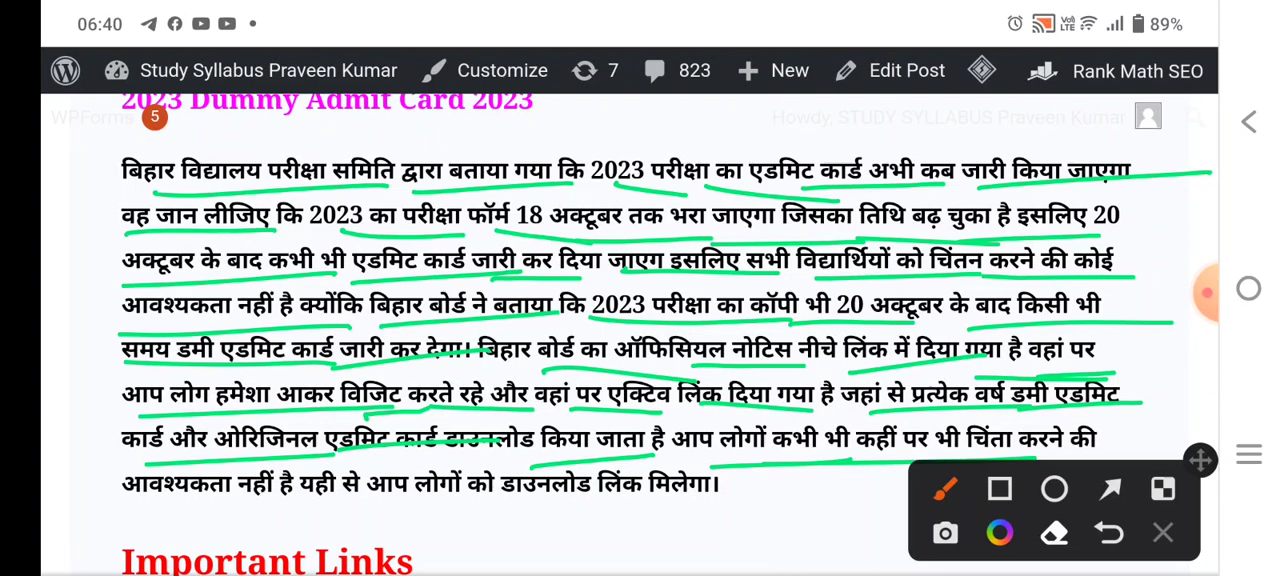 06:40
Vo) LTE 89%
Study Syllabus Praveen Kumar Customize 7 823 New Edit Post Rank Math SEO
2023 Dummy Admit Card 2023
WPForms 5 Howdy, STUDY SYLLABUS Praveen Kumar
बिहार विद्यालय परीक्षा समिति द्वारा बताया गया कि 2023 परीक्षा का एडमिट कार्ड अभी कब जारी किया जाएगा
वह जान लीजिए कि 2023 का परीक्षा फॉर्म 18 अक्टूबर तक भरा जाएगा जिसका तिथि बढ़ चुका है इसलिए 20
अक्टूबर के बाद कभी भी एडमिट कार्ड जारी कर दिया जाएग इसलिए सभी विद्यार्थियों को चिंतन करने की कोई
आवश्यकता नहीं है क्योंकि बिहार बोर्ड ने बताया कि 2023 परीक्षा का कॉपी भी 20 अक्टूबर के बाद किसी भी
समय डमी एडमिट कार्ड जारी कर देगा। बिहार बोर्ड का ऑफिसियल नोटिस नीचे लिंक में दिया गया है वहां पर
आप लोग हमेशा आकर विजिट करते रहे और वहां पर एक्टिव लिंक दिया गया है जहां से प्रत्येक वर्ष डमी एडमिट
कार्ड और ओरिजिनल एडमिट कार्ड डाउनलोड किया जाता है आप लोगों कभी भी कहीं पर भी चिंता करने की
आवश्यकता नहीं है यही से आप लोगों को डाउनलोड लिंक मिलेगा।
Important Links